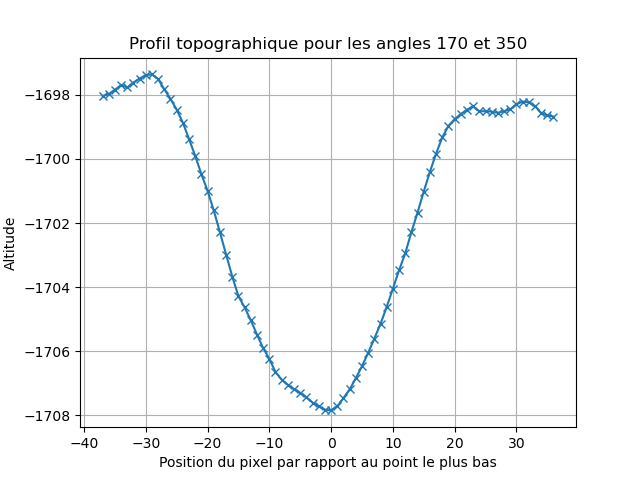 Profil topographique pour les angles 170 et 350
Altitude
−1698
−1700
−1702
−1704
−1706
−1708
−40 −30 −20 −10 0 10 20 30
Position du pixel par rapport au point le plus bas